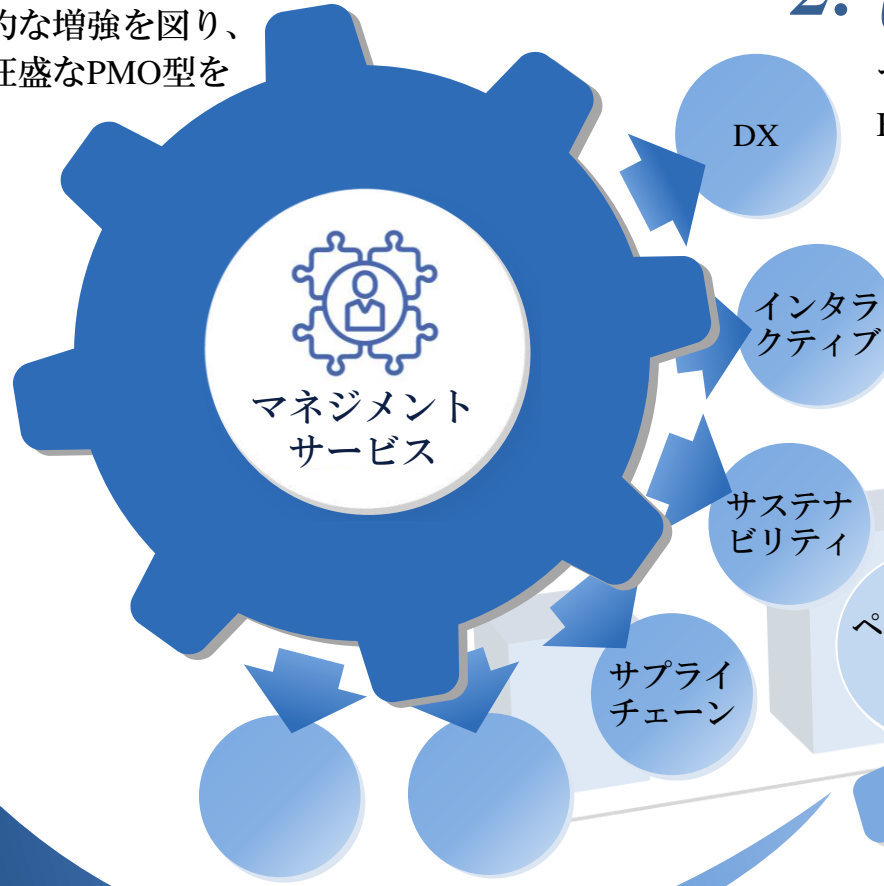 的な増強を図り、
旺盛なPMO型を
2.
DX
インタラ
クティブ
マネジメント
サービス
サステナ
ビリティ
ペ
サプライ
チェーン